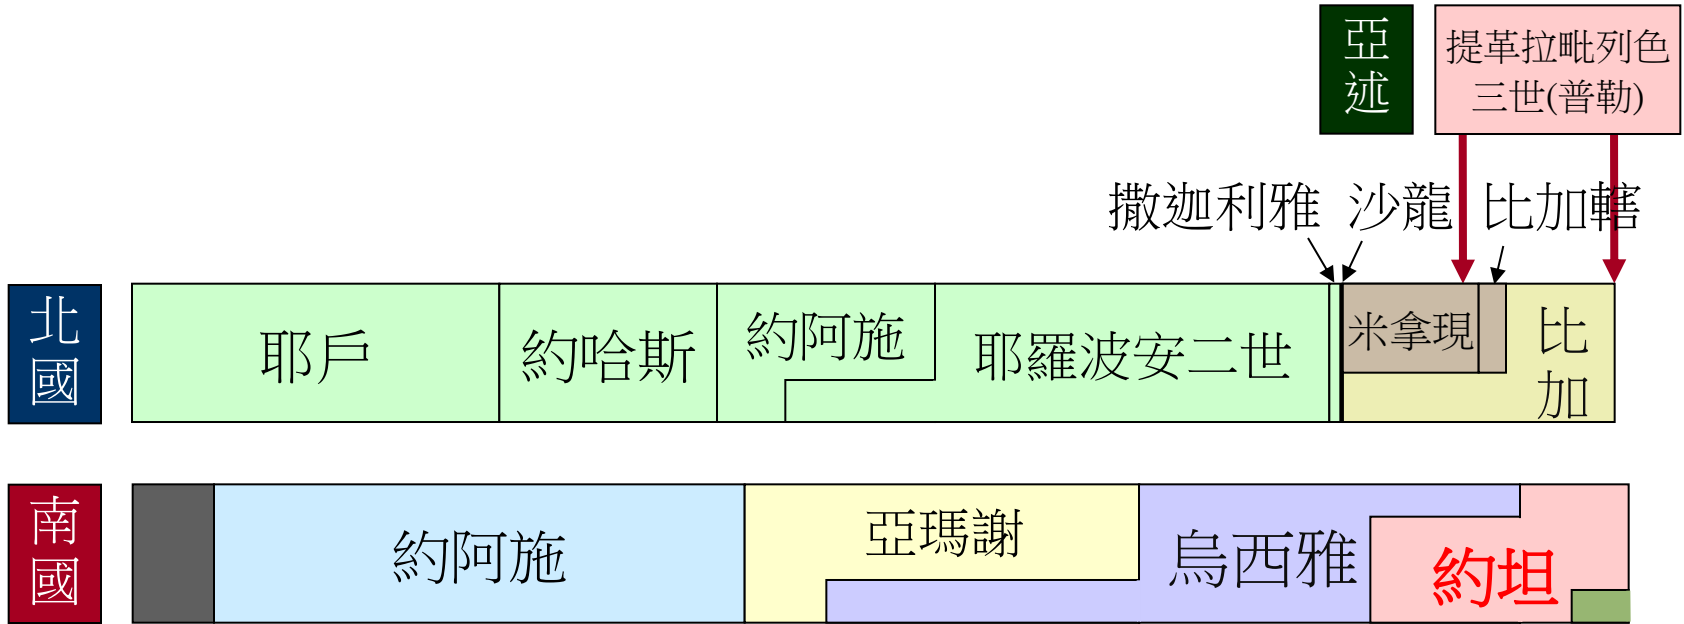 亞
述
提革拉毗列色
三世(普勒)
撒迦利雅
沙龍
比加轄
北
國
耶戶
約哈斯
約阿施
耶羅波安二世
米拿現
比
加
南
國
約阿施
亞瑪謝
烏西雅
約坦